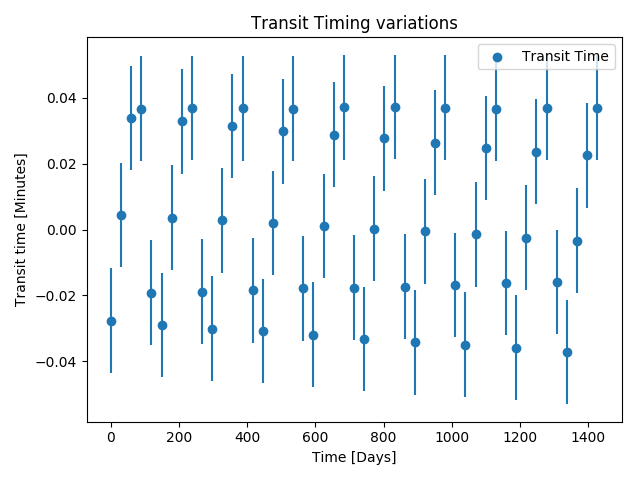 Transit Timing variations
Transit Time
Transit time [Minutes]
0.04
0.02
0.00
−0.02
−0.04
0 200 400 600 800 1000 1200 1400
Time [Days]